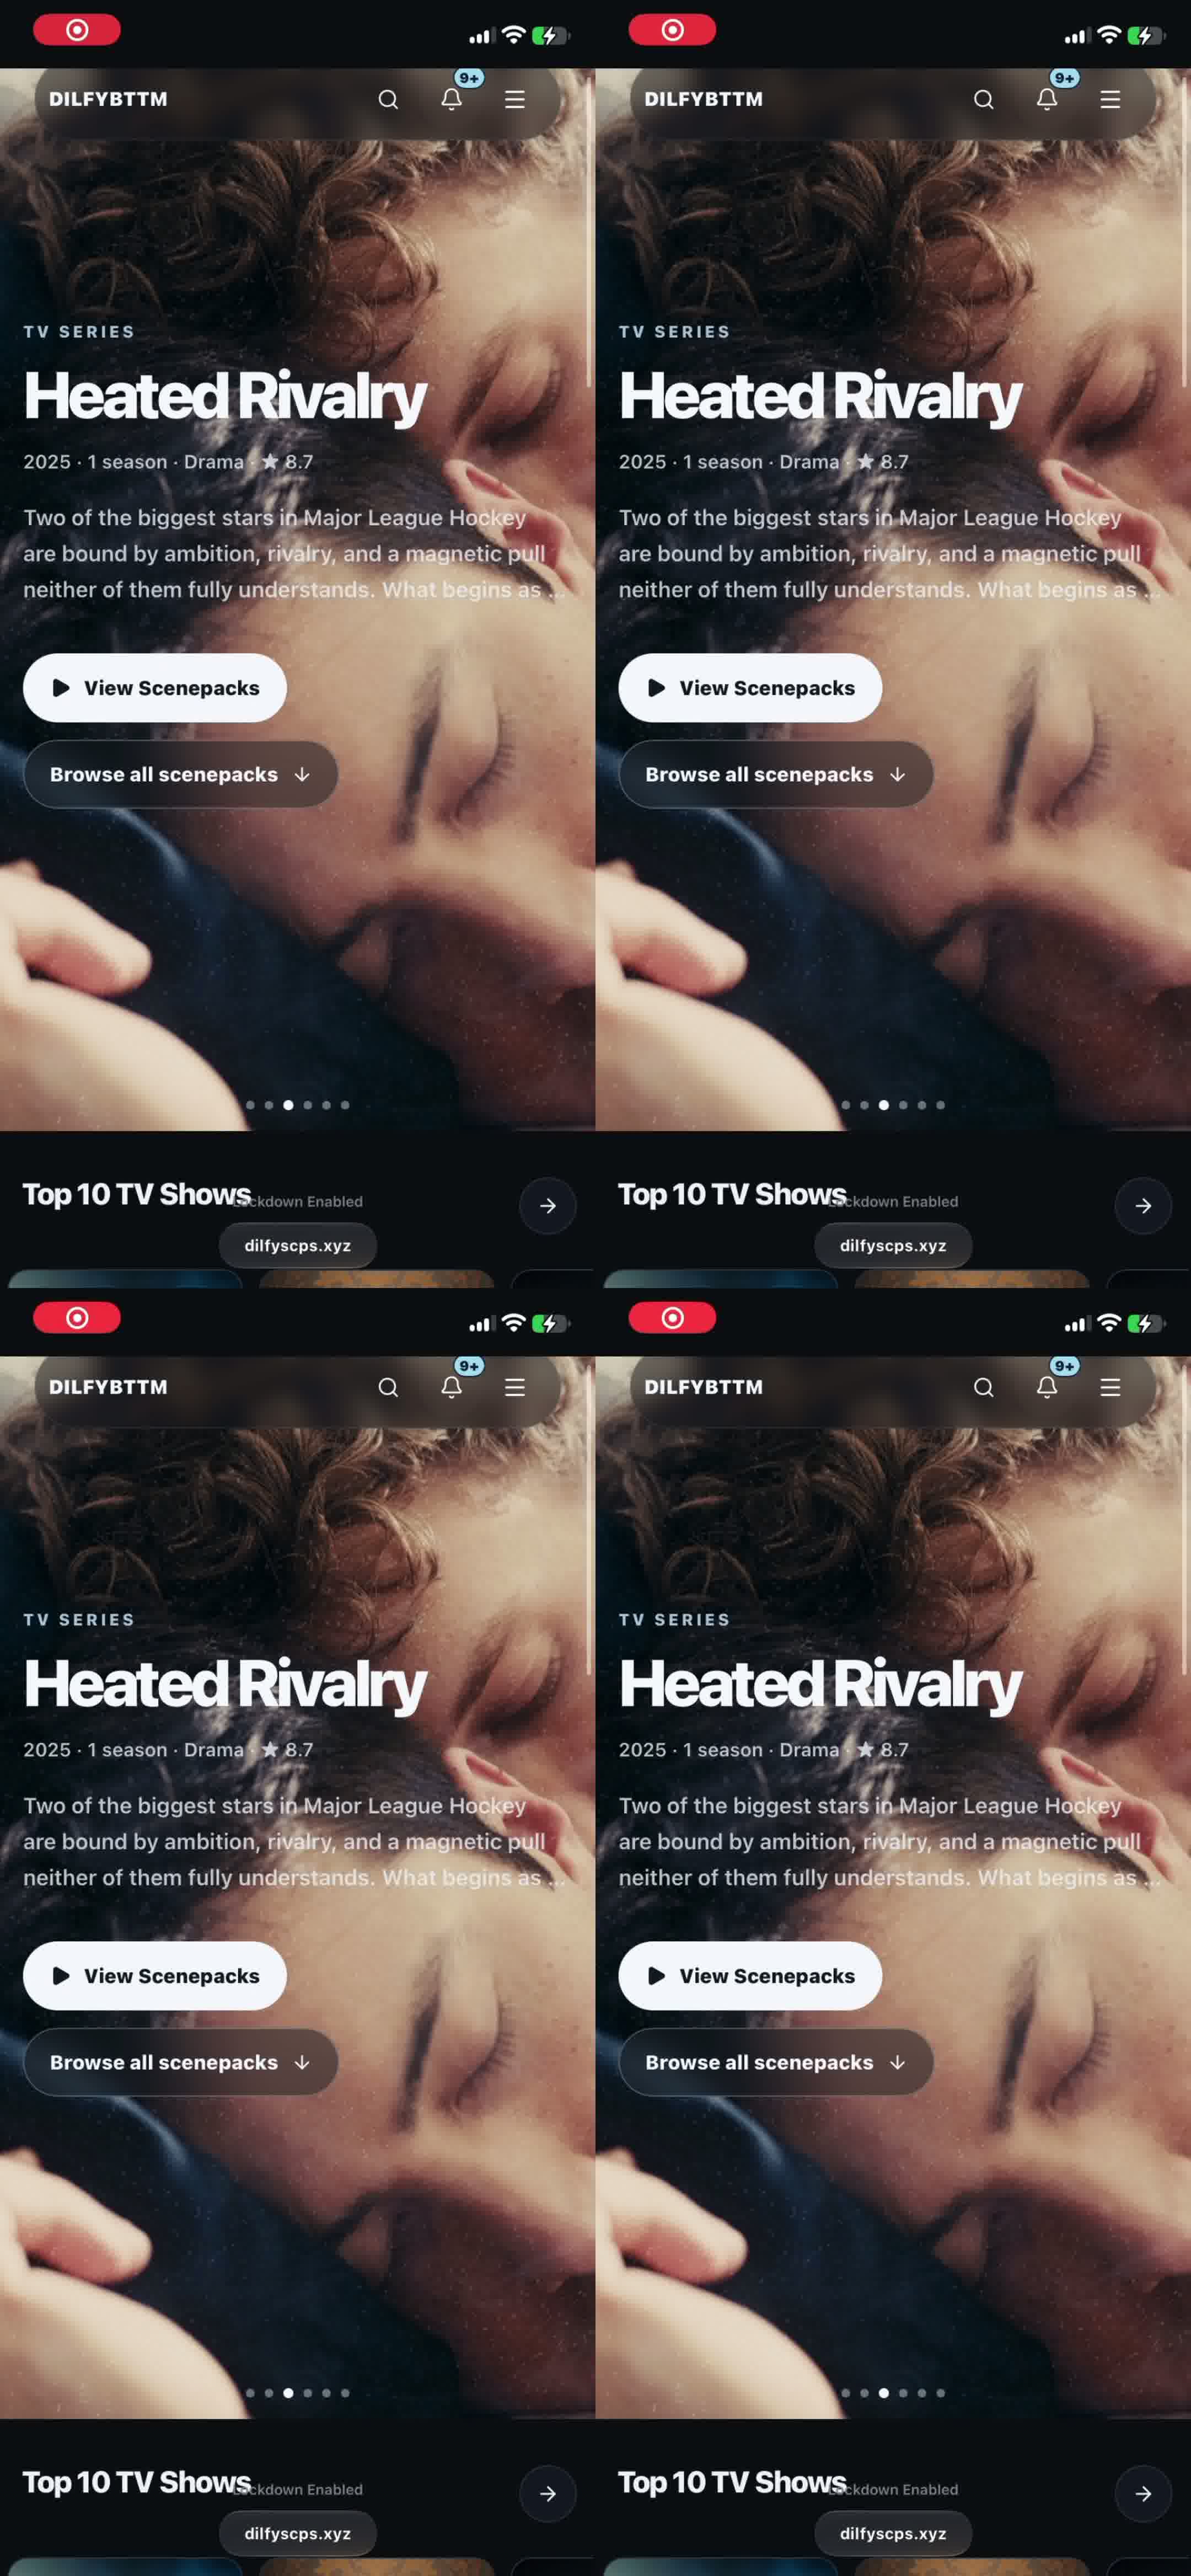 9+
DILFYBTTM
TV SERIES
Heated Rivalry
2025 · 1 season · Drama · ★ 8.7
Two of the biggest stars in Major League Hockey
are bound by ambition, rivalry, and a magnetic pull
neither of them fully understands. What begins as ...
View Scenepacks
Browse all scenepacks ↓
Top 10 TV Shows
Lockdown Enabled
dilfyscps.xyz
9+
DILFYBTTM
TV SERIES
Heated Rivalry
2025 · 1 season · Drama · ★ 8.7
Two of the biggest stars in Major League Hockey
are bound by ambition, rivalry, and a magnetic pull
neither of them fully understands. What begins as ...
View Scenepacks
Browse all scenepacks ↓
Top 10 TV Shows
Lockdown Enabled
dilfyscps.xyz
9+
DILFYBTTM
TV SERIES
Heated Rivalry
2025 · 1 season · Drama · ★ 8.7
Two of the biggest stars in Major League Hockey
are bound by ambition, rivalry, and a magnetic pull
neither of them fully understands. What begins as ...
View Scenepacks
Browse all scenepacks ↓
Top 10 TV Shows
Lockdown Enabled
dilfyscps.xyz
9+
DILFYBTTM
TV SERIES
Heated Rivalry
2025 · 1 season · Drama · ★ 8.7
Two of the biggest stars in Major League Hockey
are bound by ambition, rivalry, and a magnetic pull
neither of them fully understands. What begins as ...
View Scenepacks
Browse all scenepacks ↓
Top 10 TV Shows
Lockdown Enabled
dilfyscps.xyz